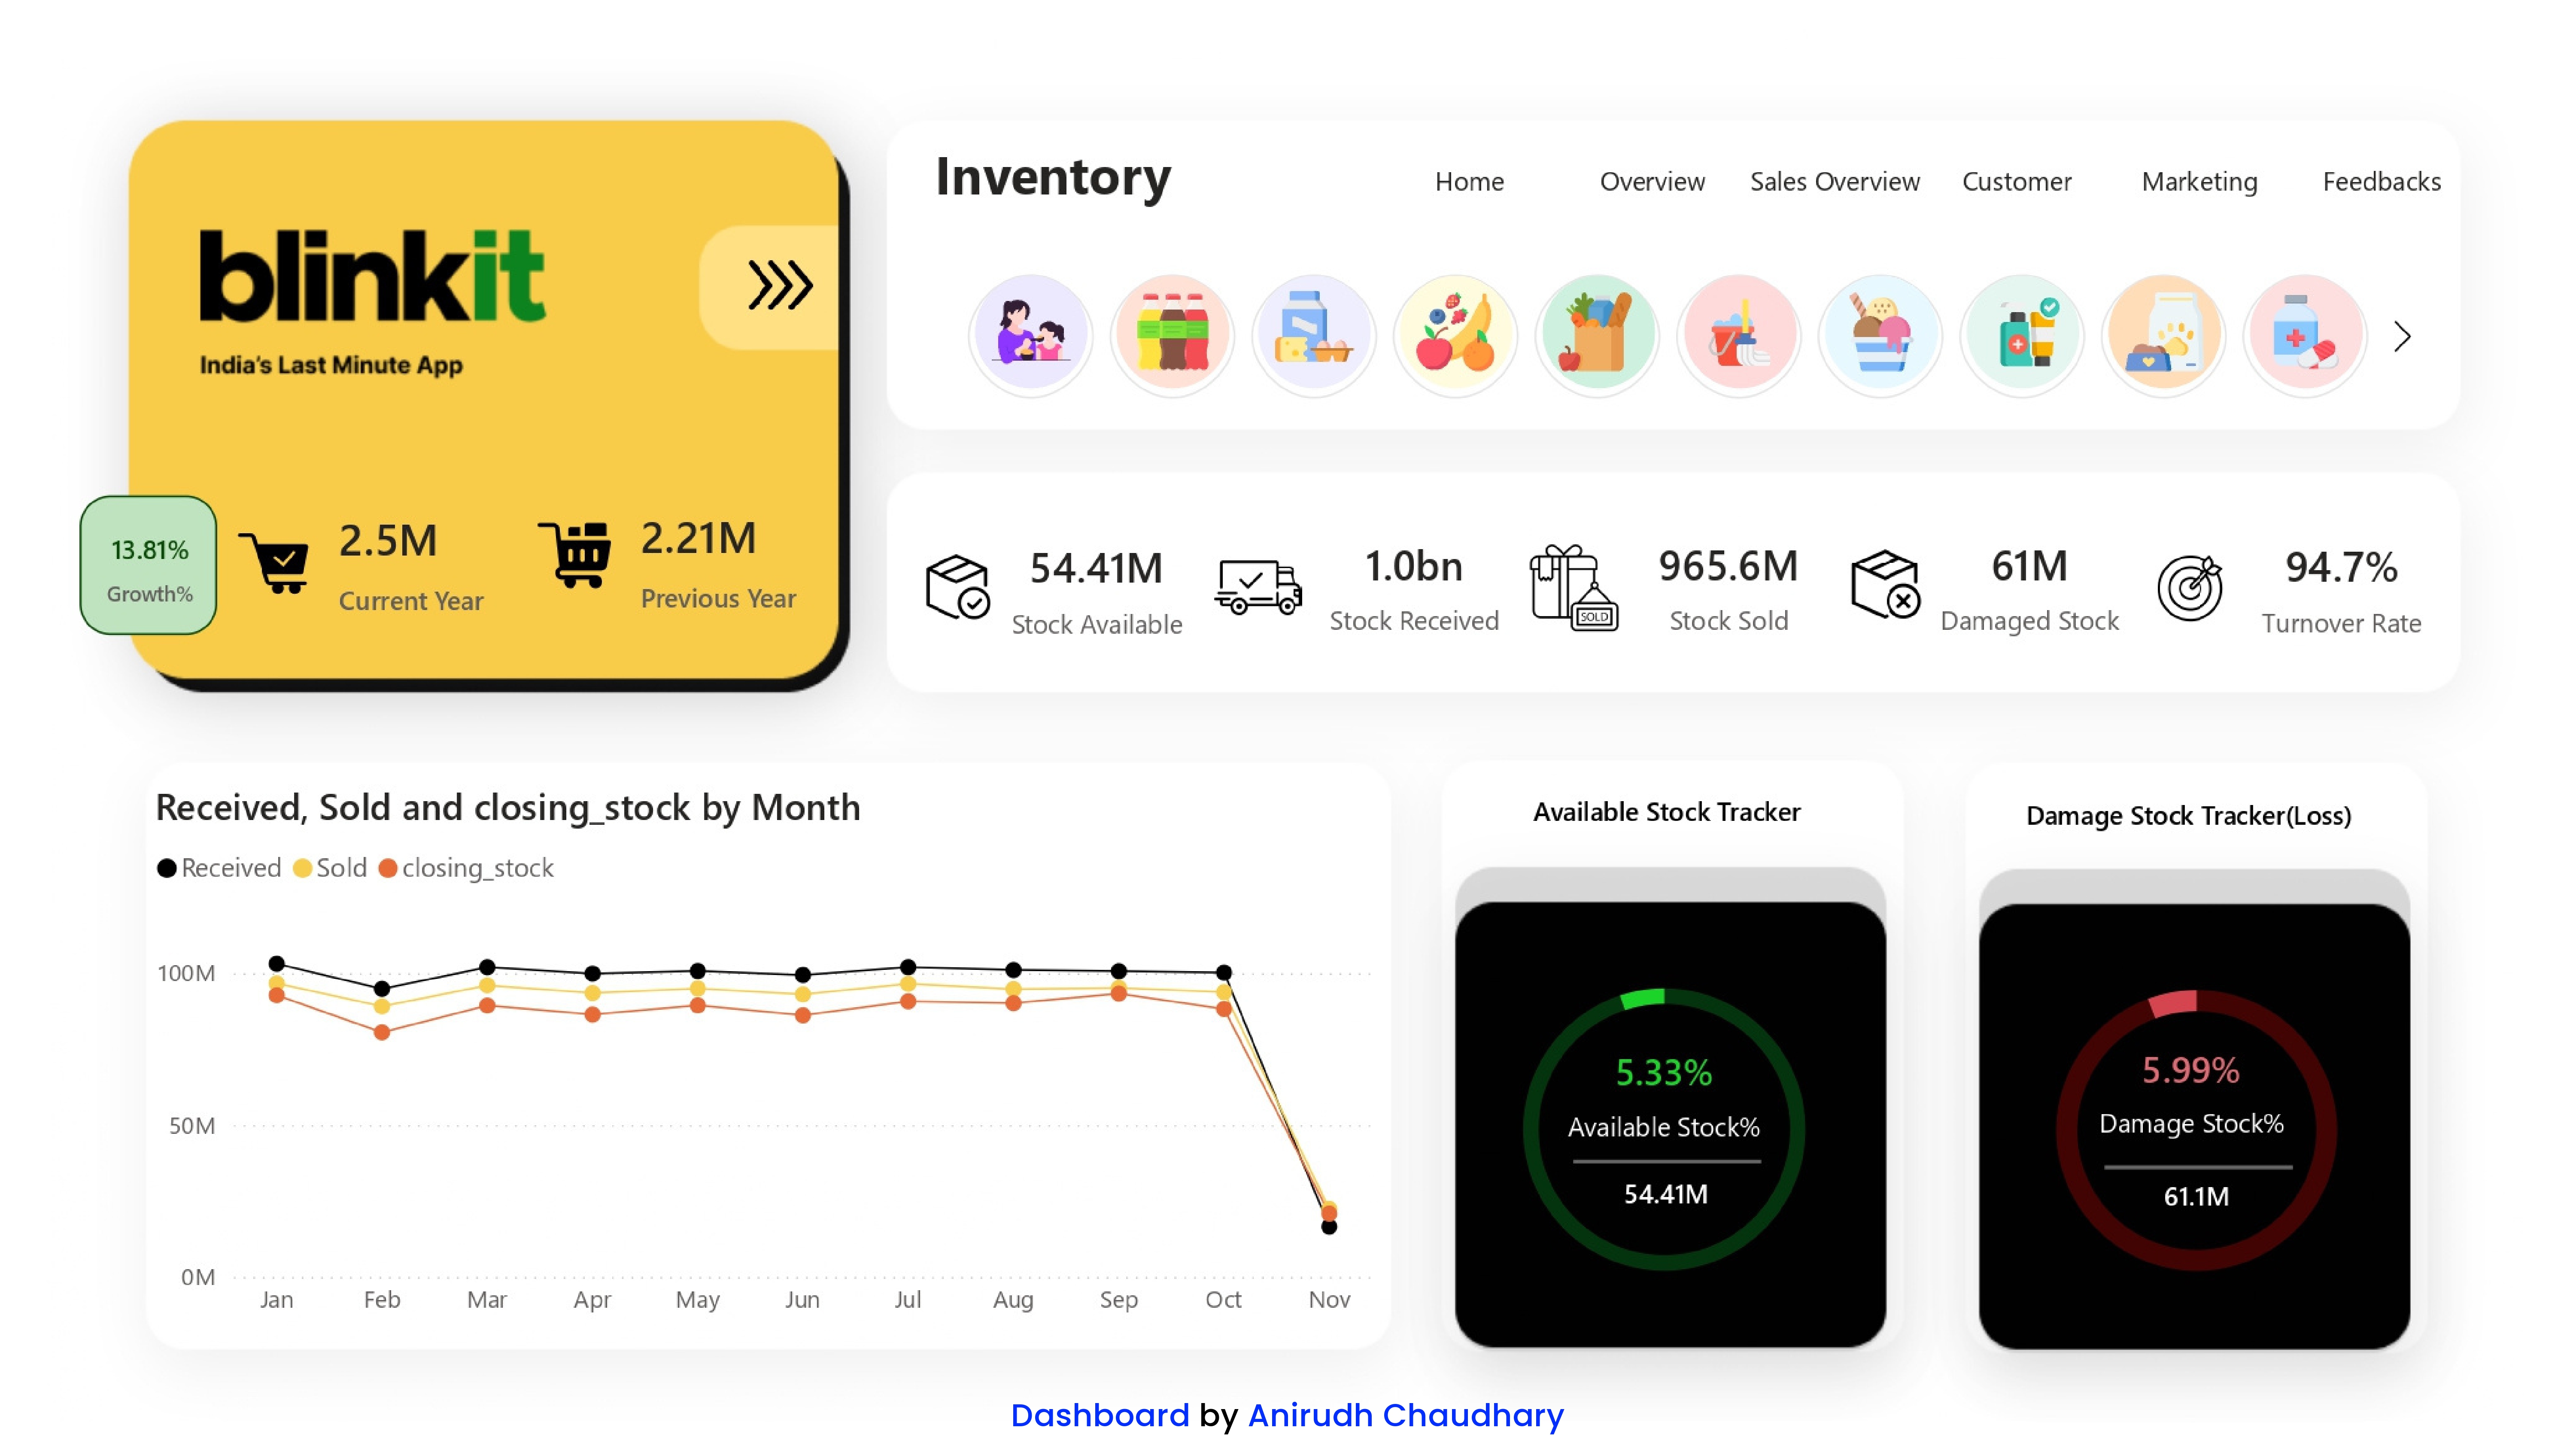 blinkit
India's Last Minute App
13.81%
Growth%
2.5M
Current Year
2.21M
Previous Year
Inventory
Home Overview Sales Overview Customer Marketing Feedbacks
54.41M
Stock Available
1.0bn
Stock Received
SOLD
965.6M
Stock Sold
61M
Damaged Stock
94.7%
Turnover Rate
Received, Sold and closing_stock by Month
Received Sold closing_stock
100M
50M
0M
Jan Feb Mar Apr May Jun Jul Aug Sep Oct Nov
Available Stock Tracker
5.33%
Available Stock%
54.41M
Damage Stock Tracker(Loss)
5.99%
Damage Stock%
61.1M
Dashboard by Anirudh Chaudhary